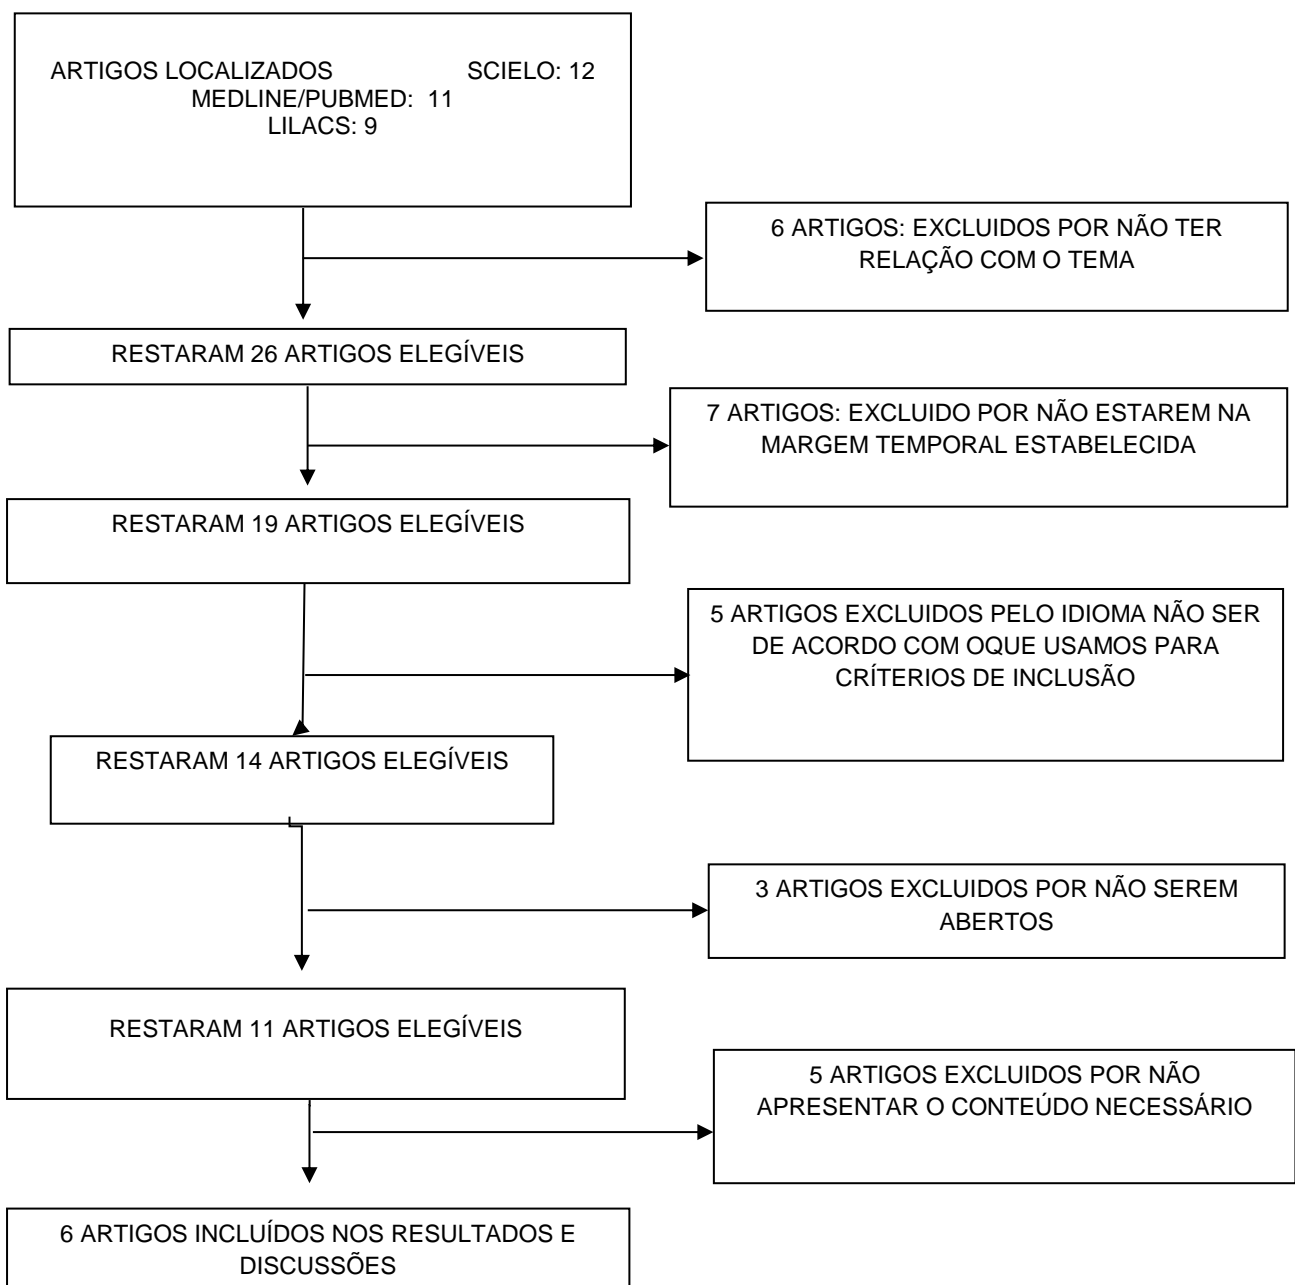 ARTIGOS LOCALIZADOS SCIELO: 12
MEDLINE/PUBMED: 11
LILACS: 9
6 ARTIGOS: EXCLUIDOS POR NÃO TER
RELAÇÃO COM O TEMA
RESTARAM 26 ARTIGOS ELEGÍVEIS
7 ARTIGOS: EXCLUIDO POR NÃO ESTAREM NA
MARGEM TEMPORAL ESTABELECIDA
RESTARAM 19 ARTIGOS ELEGÍVEIS
5 ARTIGOS EXCLUIDOS PELO IDIOMA NÃO SER
DE ACORDO COM OQUE USAMOS PARA
CRÍTERIOS DE INCLUSÃO
RESTARAM 14 ARTIGOS ELEGÍVEIS
3 ARTIGOS EXCLUIDOS POR NÃO SEREM
ABERTOS
RESTARAM 11 ARTIGOS ELEGÍVEIS
5 ARTIGOS EXCLUIDOS POR NÃO
APRESENTAR O CONTEÚDO NECESSÁRIO
6 ARTIGOS INCLUÍDOS NOS RESULTADOS E
DISCUSSÕES